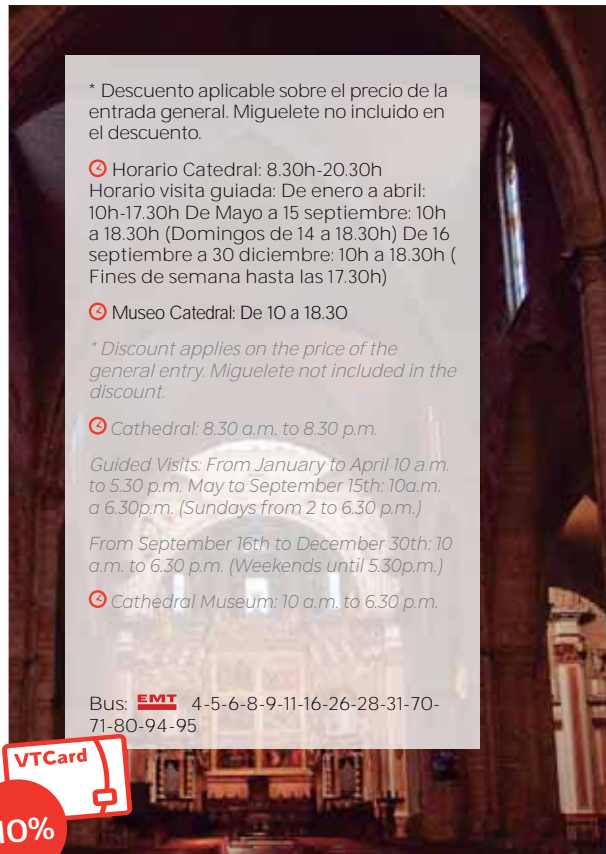 * Descuento aplicable sobre el precio de la
entrada general. Miguelete no incluido en
el descuento.
Horario Catedral: 8.30h-20.30h
Horario visita guiada: De enero a abril:
10h-17.30h De Mayo a 15 septiembre: 10h
a 18.30h (Domingos de 14 a 18.30h) De 16
septiembre a 30 diciembre: 10h a 18.30h (
Fines de semana hasta las 17.30h)
Museo Catedral: De 10 a 18.30
* Discount applies on the price of the
general entry. Miguelete not included in the
discount.
Cathedral: 8.30 a.m. to 8.30 p.m.
Guided Visits: From January to April 10 a.m.
to 5.30 p.m. May to September 15th: 10a.m.
a 6.30p.m. (Sundays from 2 to 6.30 p.m.)
From September 16th to December 30th: 10
a.m. to 6.30 p.m. (Weekends until 5.30p.m.)
Cathedral Museum: 10 a.m. to 6.30 p.m.
Bus: EMT 4-5-6-8-9-11-16-26-28-31-70-
71-80-94-95
VTCard
10%